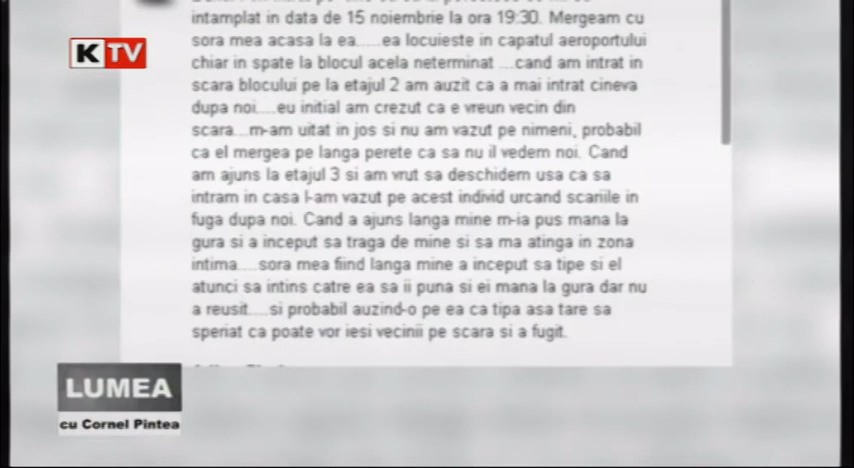 intamplat in data de 15 noiembrie la ora 19:30. Mergeam cu
K TV
sora mea acasa la ea.....ea locuieste in capatul aeroportului
chiar in spate la blocul acela neterminat ...cand am intrat in
scara blocului pe la etajul 2 am auzit ca a mai intrat cineva
dupa noi....eu initial am crezut ca e vreun vecin din
scara...m-am uitat in jos si nu am vazut pe nimeni, probabil
ca el mergea pe langa perete ca sa nu il vedem noi. Cand
am ajuns la etajul 3 si am vrut sa deschidem usa ca sa
intram in casa l-am vazut pe acest individ urcand scariile in
fuga dupa noi. Cand a ajuns langa mine m-ia pus mana la
gura si a inceput sa traga de mine si sa ma atinga in zona
intima....sora mea fiind langa mine a inceput sa tipe si el
atunci sa intins catre ea sa ii puna si ei mana la gura dar nu
a reusit....si probabil auzind-o pe ea ca tipa asa tare sa
speriat ca poate vor iesi vecinii pe scara si a fugit.
LUMEA
cu Cornel Pintea